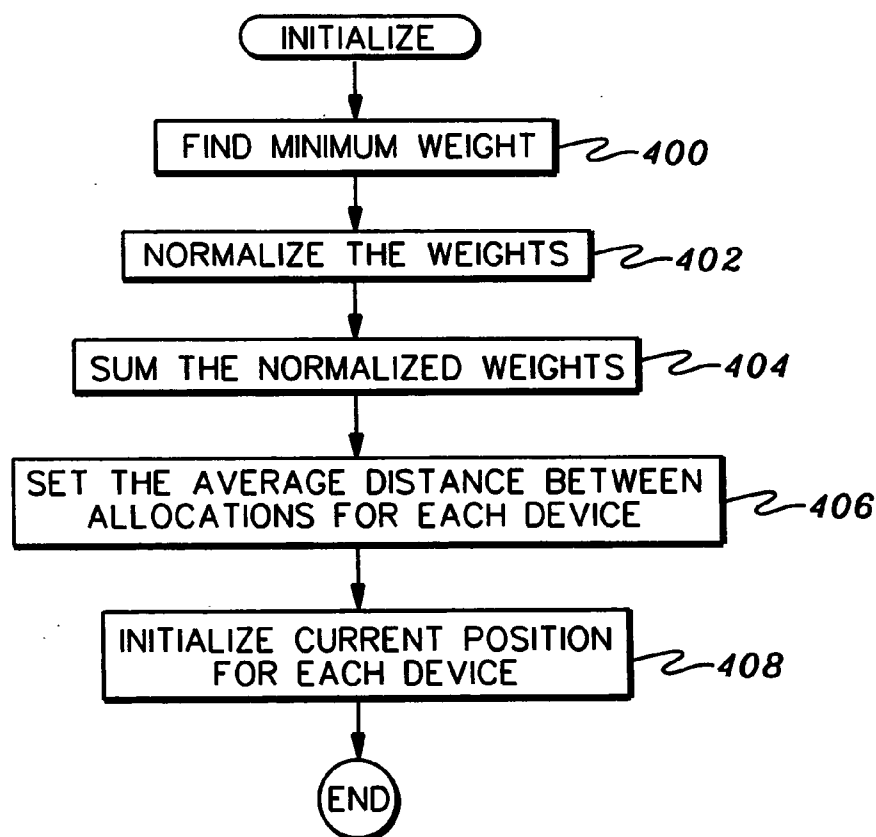 INITIALIZE
FIND MINIMUM WEIGHT
400
NORMALIZE THE WEIGHTS
402
SUM THE NORMALIZED WEIGHTS
404
SET THE AVERAGE DISTANCE BETWEEN
ALLOCATIONS FOR EACH DEVICE
406
INITIALIZE CURRENT POSITION
FOR EACH DEVICE
408
END